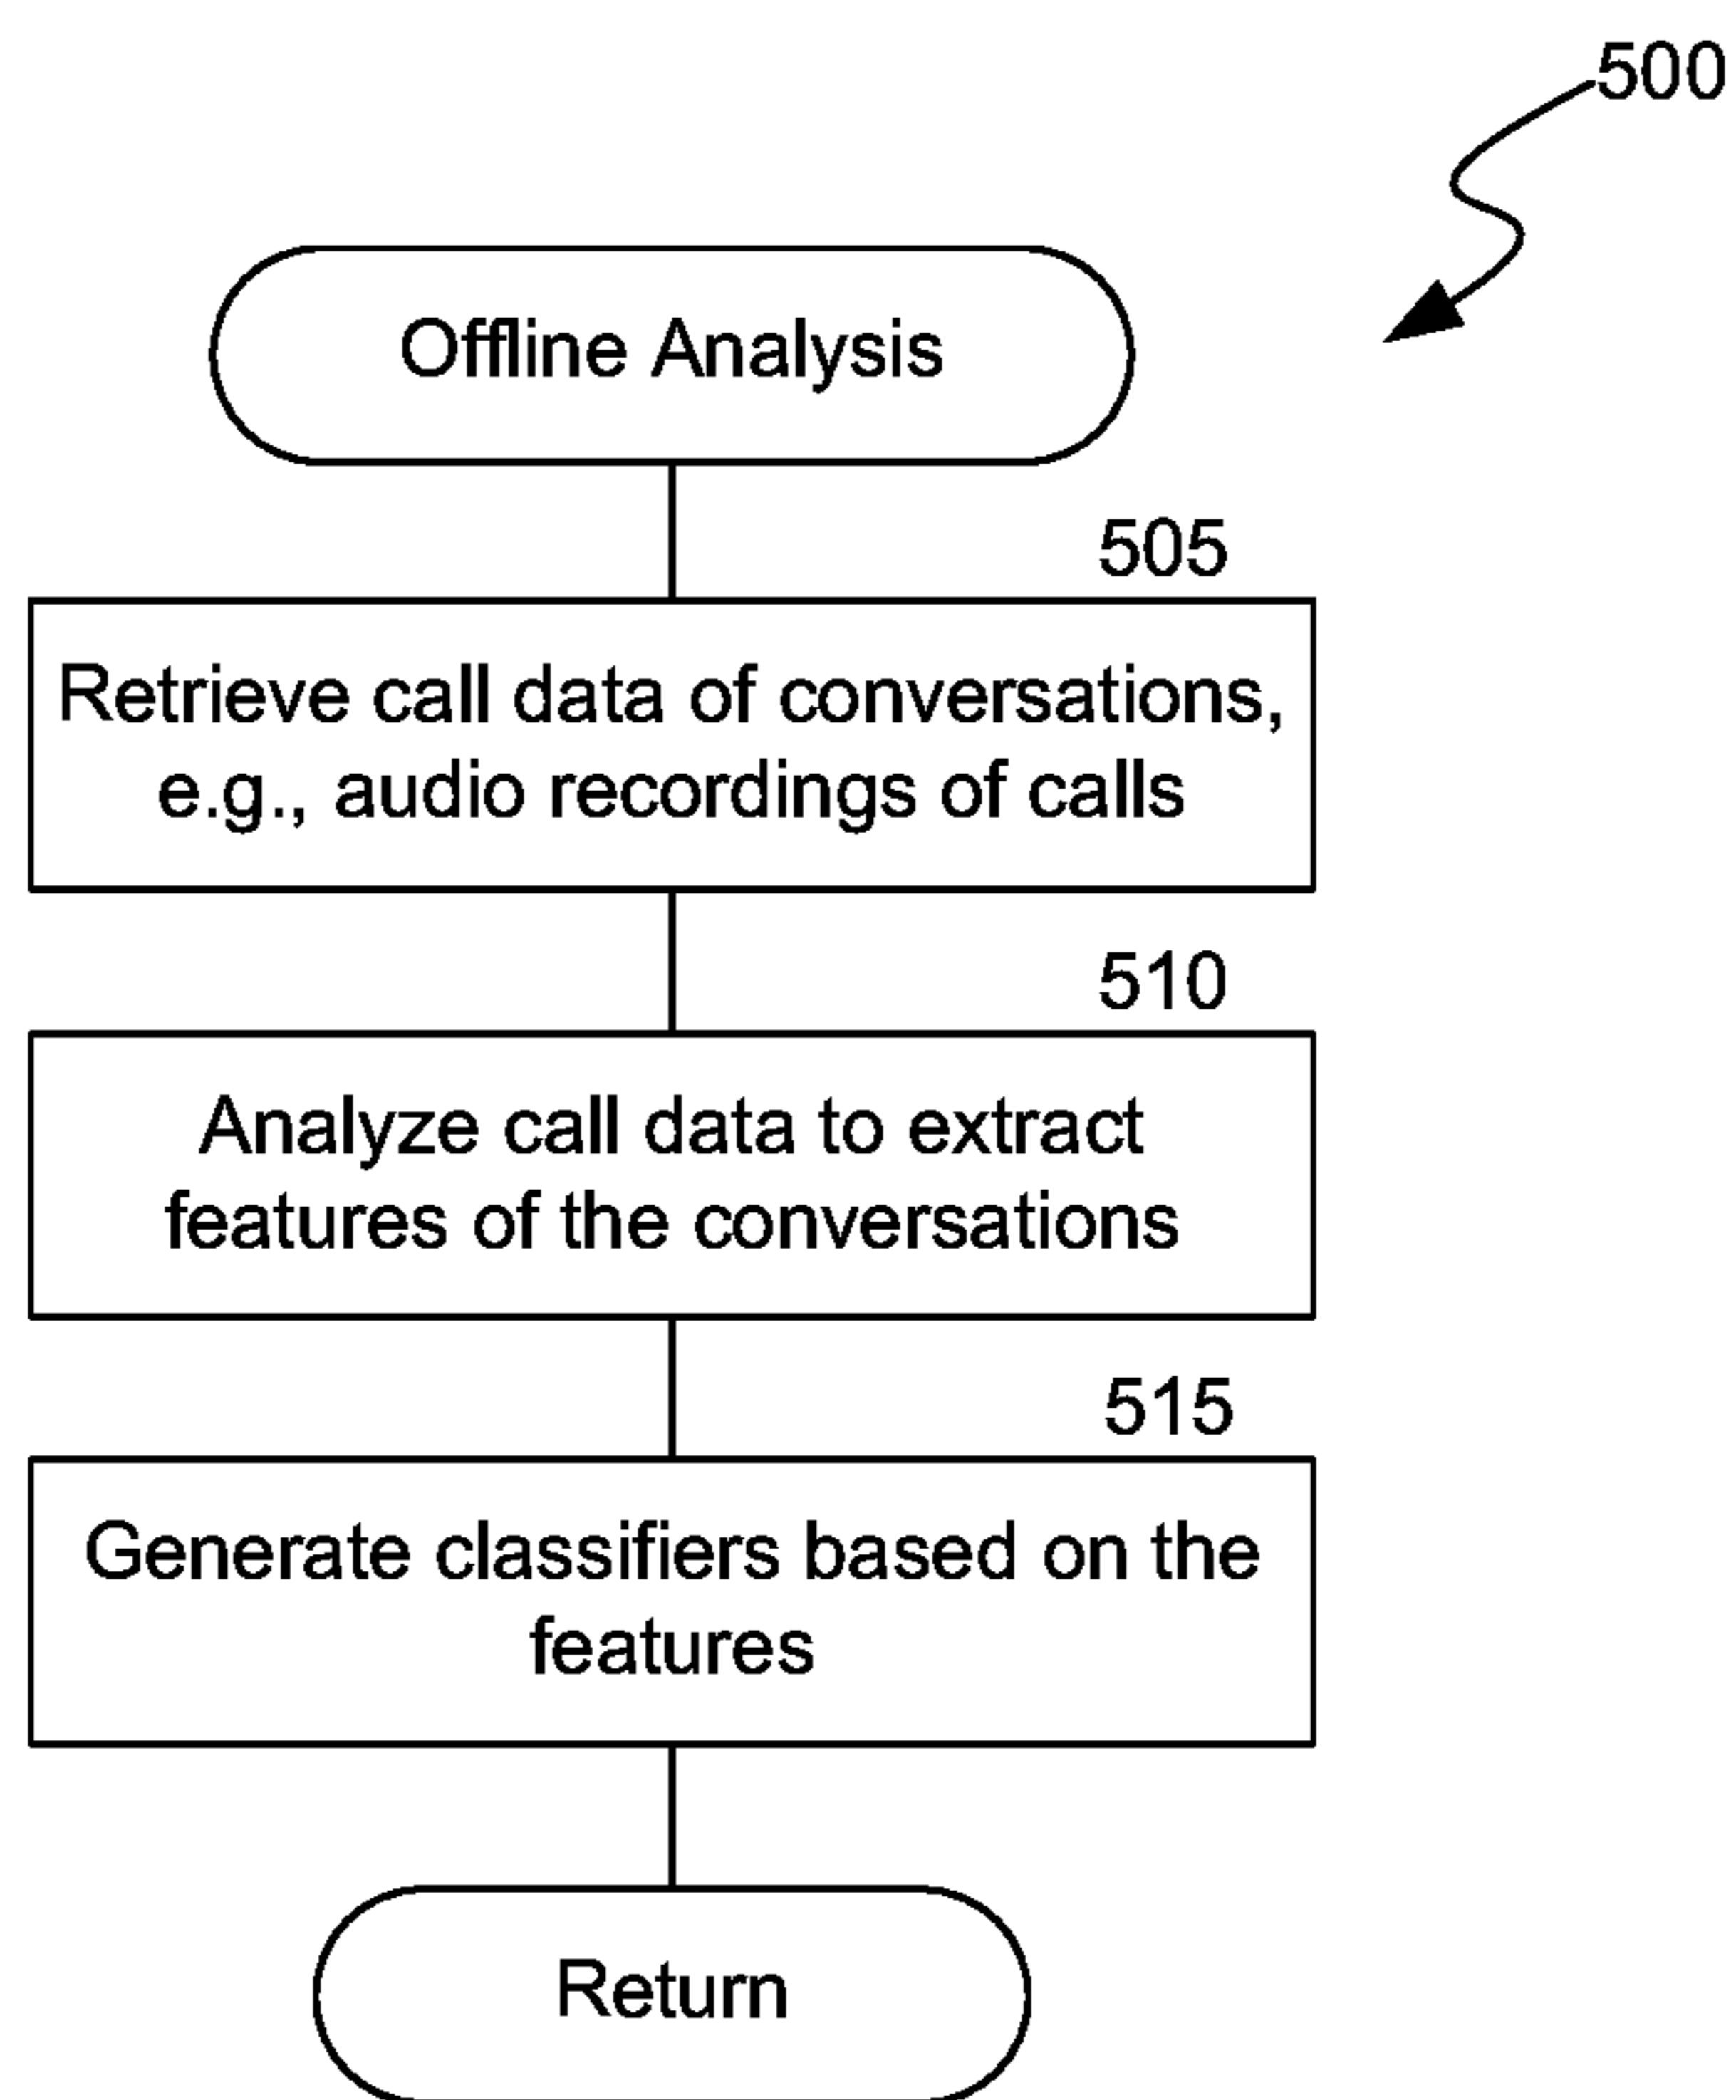 500
Offline Analysis
505
Retrieve call data of conversations,
e.g., audio recordings of calls
510
Analyze call data to extract
features of the conversations
515
Generate classifiers based on the
features
Return